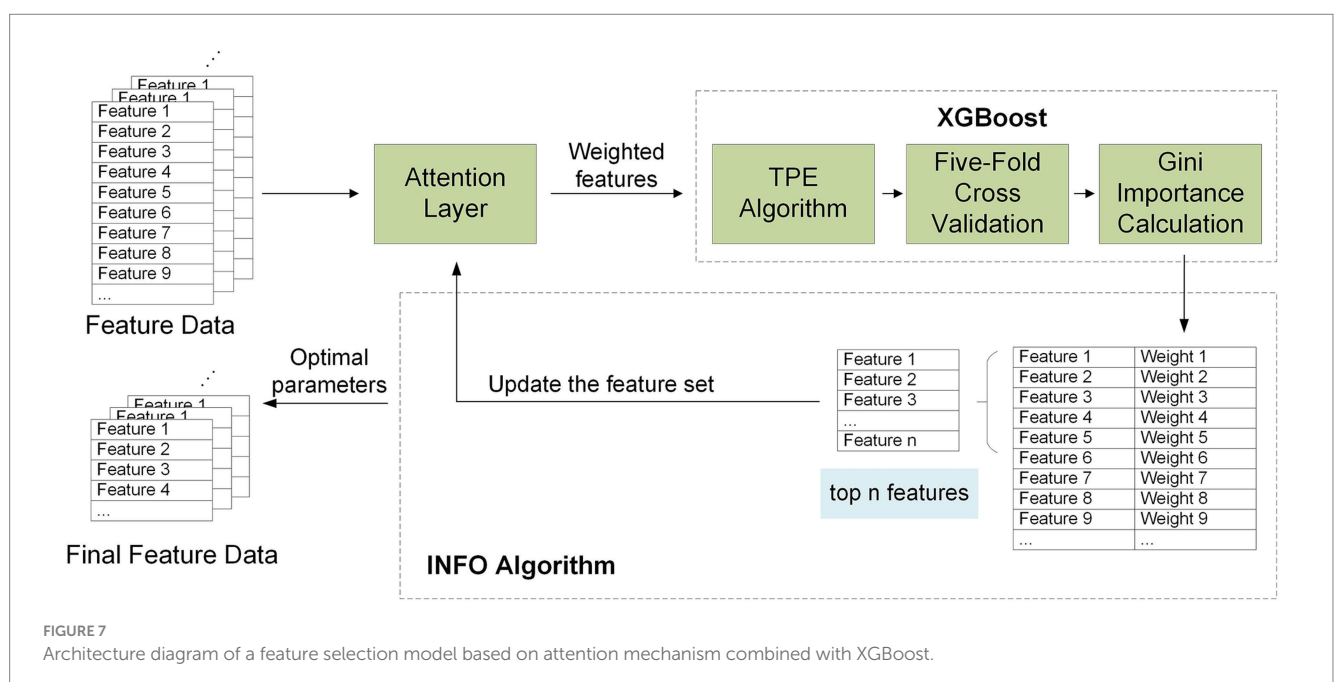 ...
Feature 1
Feature 1
Feature 1
Feature 2
Feature 3
Feature 4
Feature 5
Feature 6
Feature 7
Feature 8
Feature 9
...
Feature Data
Attention
Layer
Weighted
features
XGBoost
TPE
Algorithm
Five-Fold
Cross
Validation
Gini
Importance
Calculation
Optimal
parameters
Update the feature set
Feature 1
Feature 2
Feature 3
...
Feature n
top n features
Feature 1 Weight 1
Feature 2 Weight 2
Feature 3 Weight 3
Feature 4 Weight 4
Feature 5 Weight 5
Feature 6 Weight 6
Feature 7 Weight 7
Feature 8 Weight 8
Feature 9 Weight 9
... ...
...
Feature 1
Feature 1
Feature 1
Feature 2
Feature 3
Feature 4
...
Final Feature Data
INFO Algorithm
FIGURE 7
Architecture diagram of a feature selection model based on attention mechanism combined with XGBoost.